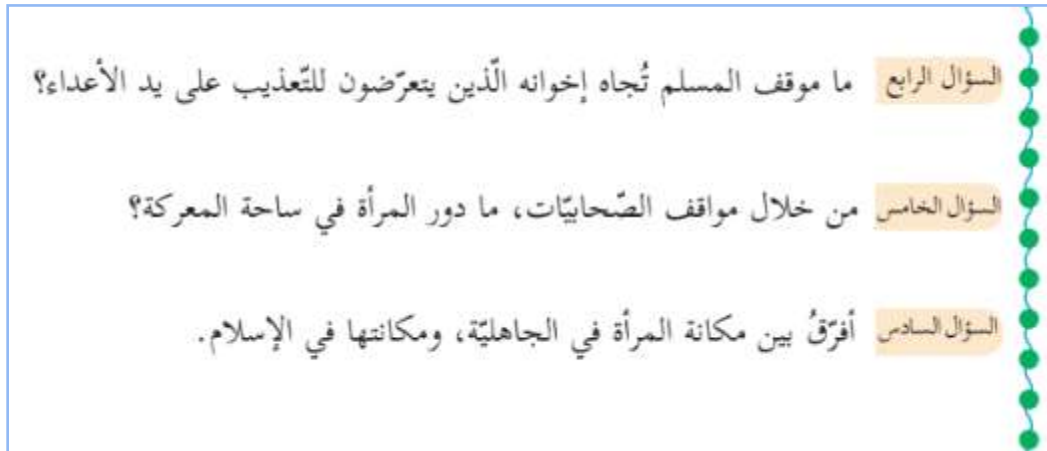 السؤال الرابع ما موقف المسلم تُجاه إخوانه الّذين يتعرّضون للتّعذيب على يد الأعداء؟
السؤال الخامس من خلال مواقف الصّحابيّات، ما دور المرأة في ساحة المعركة؟
السؤال السادس أفرّقُ بين مكانة المرأة في الجاهليّة، ومكانتها في الإسلام.